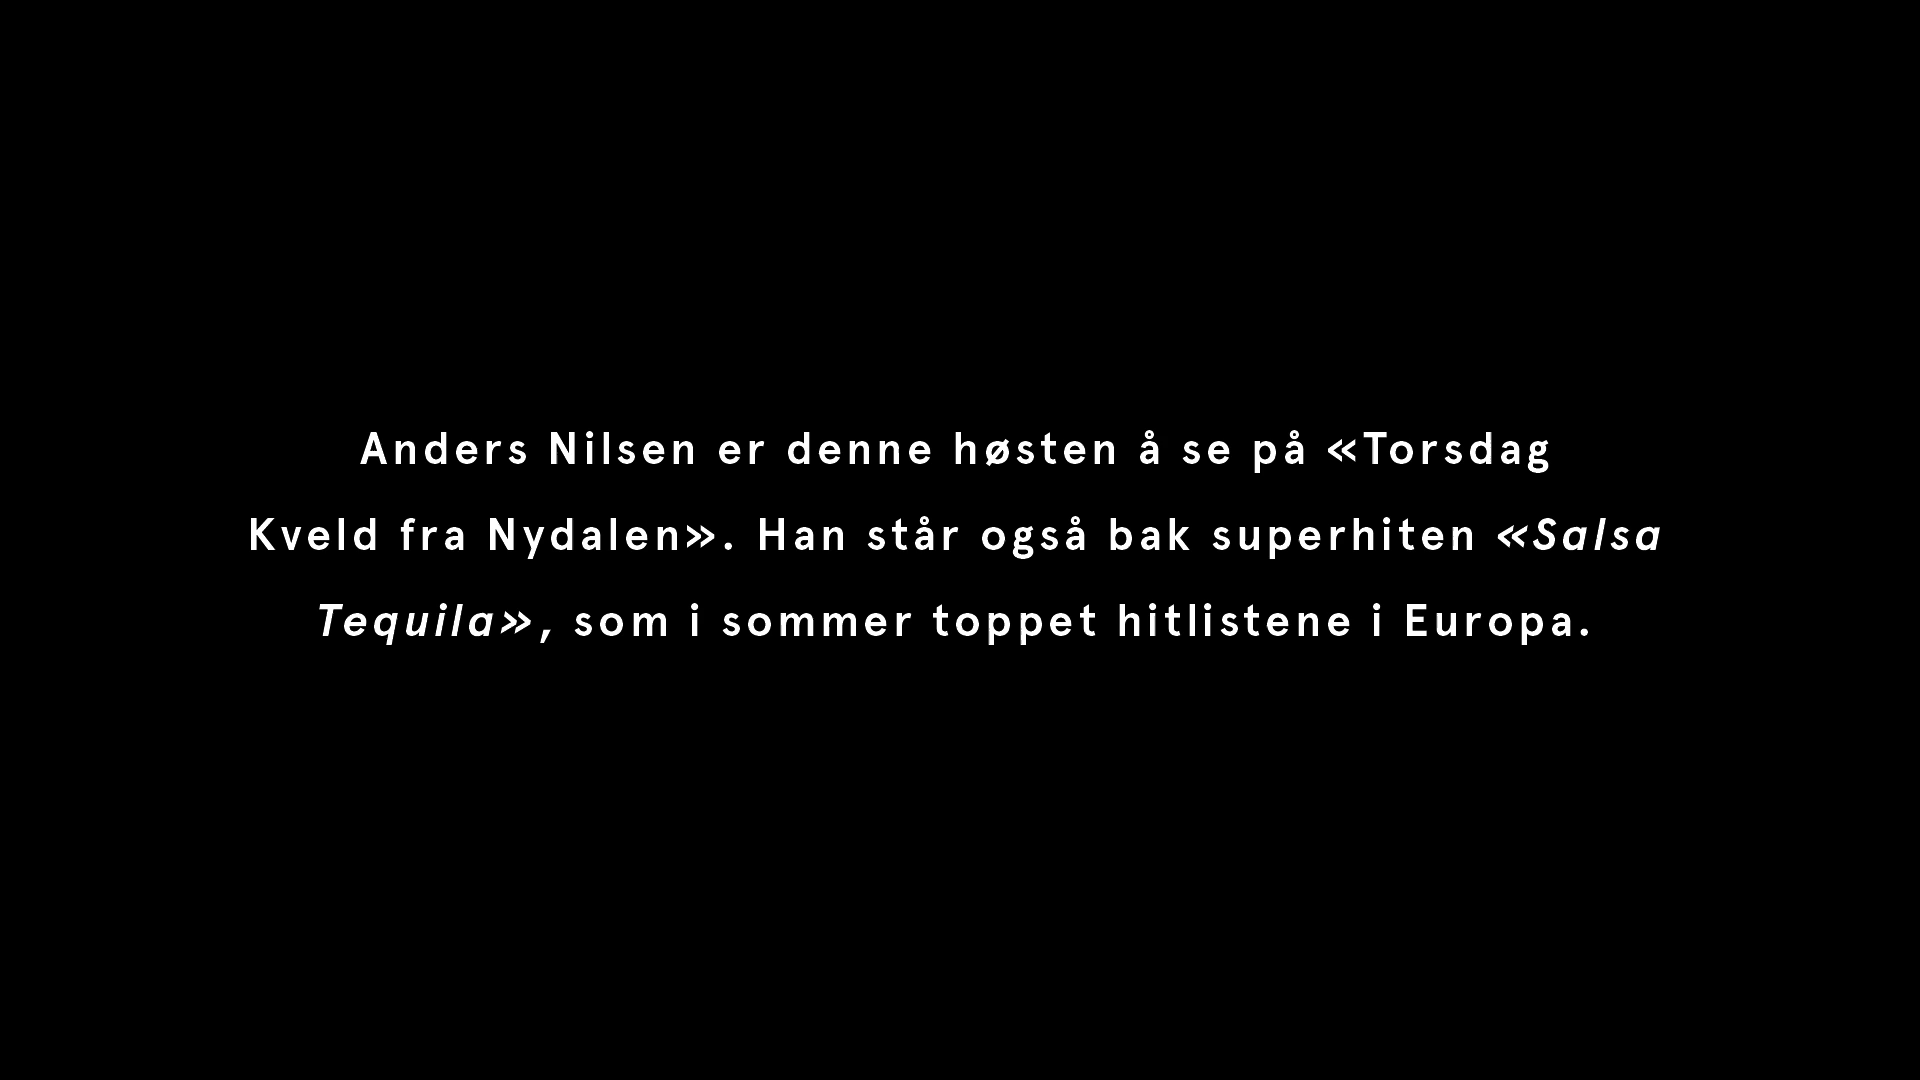 Anders Nilsen er denne høsten å se på «Torsdag
Kveld fra Nydalen». Han står også bak superhiten «Salsa
Tequila», som i sommer toppet hitlistene i Europa.